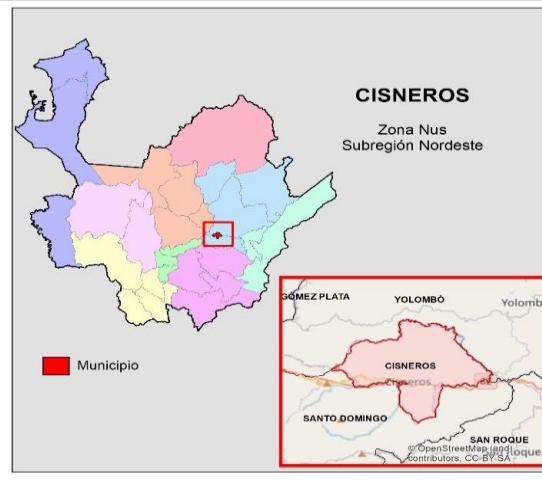 CISNEROS
Zona Nus
Subregión Nordeste
Municipio
GOMEZ PLATA
YOLOMBÓ
Yolomb
CISNEROS
Cisneros
SANTO DOMINGO
SAN ROQUE
© OpenStreetMap (and)
contributors, CC-BY-SA